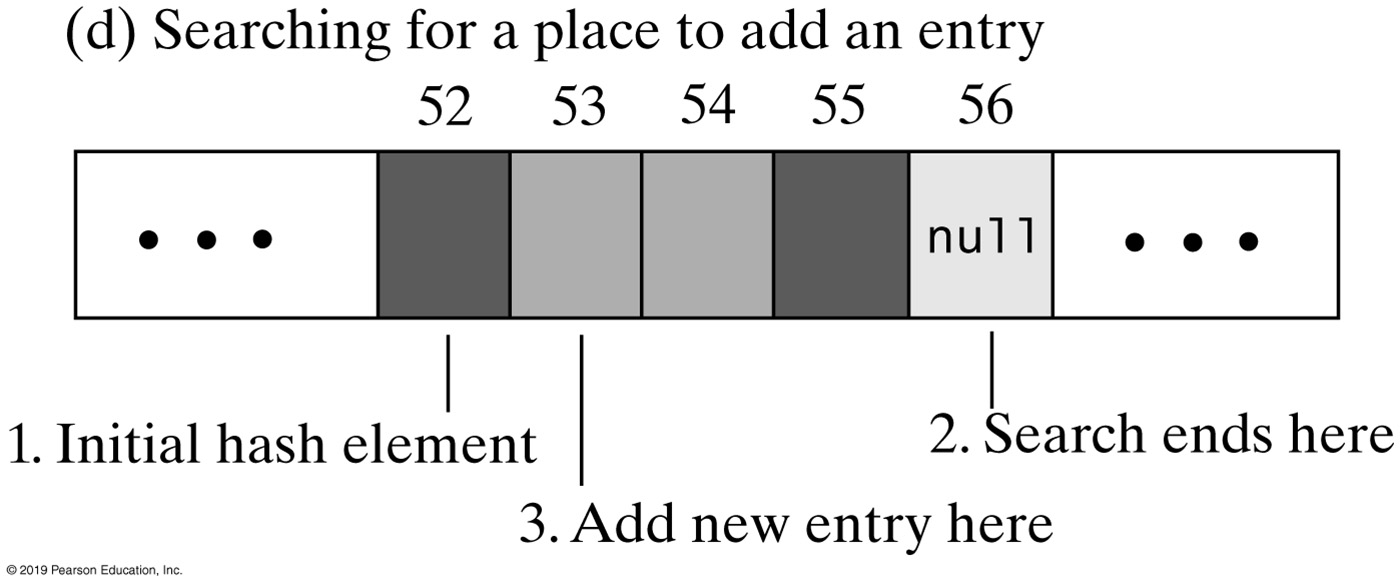 (d) Searching for a place to add an entry
52 53 54 55 56
null
1. Initial hash element
2. Search ends here
3. Add new entry here
© 2019 Pearson Education, Inc.